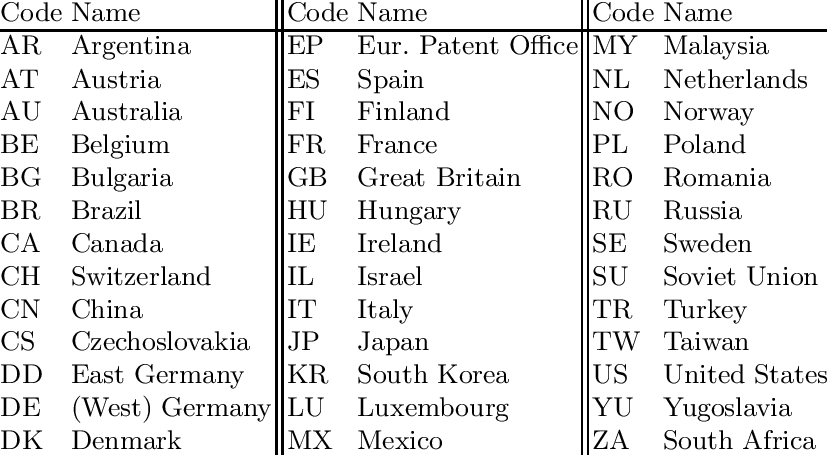 Code Name Code Name Code Name
AR Argentina EP Eur. Patent Office MY Malaysia
AT Austria ES Spain NL Netherlands
AU Australia FI Finland NO Norway
BE Belgium FR France PL Poland
BG Bulgaria GB Great Britain RO Romania
BR Brazil HU Hungary RU Russia
CA Canada IE Ireland SE Sweden
CH Switzerland IL Israel SU Soviet Union
CN China IT Italy TR Turkey
CS Czechoslovakia JP Japan TW Taiwan
DD East Germany KR South Korea US United States
DE (West) Germany LU Luxembourg YU Yugoslavia
DK Denmark MX Mexico ZA South Africa